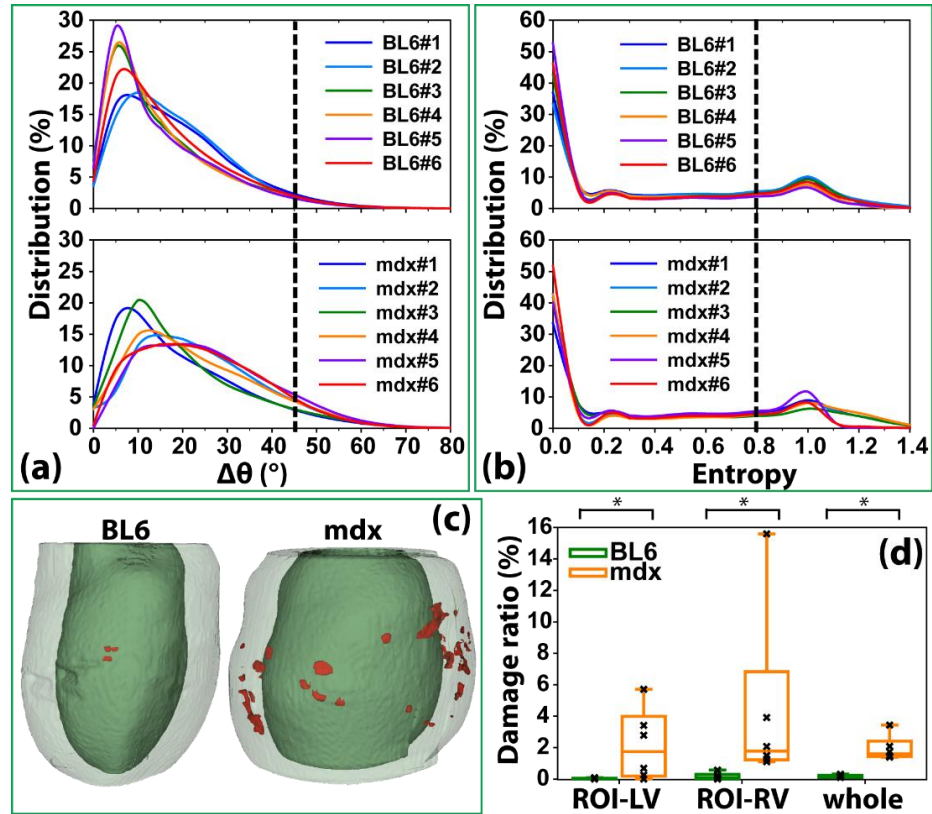 Distribution (%)
30
25
20
15
10
5
0
BL6#1
BL6#2
BL6#3
BL6#4
BL6#5
BL6#6
30
25
20
15
10
5
0
mdx#1
mdx#2
mdx#3
mdx#4
mdx#5
mdx#6
0 10 20 30 40 50 60 70 80
(a)
Δθ (°)
Distribution (%)
60
50
40
30
20
10
0
BL6#1
BL6#2
BL6#3
BL6#4
BL6#5
BL6#6
60
50
40
30
20
10
0
mdx#1
mdx#2
mdx#3
mdx#4
mdx#5
mdx#6
0.0 0.2 0.4 0.6 0.8 1.0 1.2 1.4
(b)
Entropy
BL6
mdx
(c)
* * *
Damage ratio (%)
16
14
12
10
8
6
4
2
0
BL6
mdx
(d)
ROI-LV ROI-RV whole